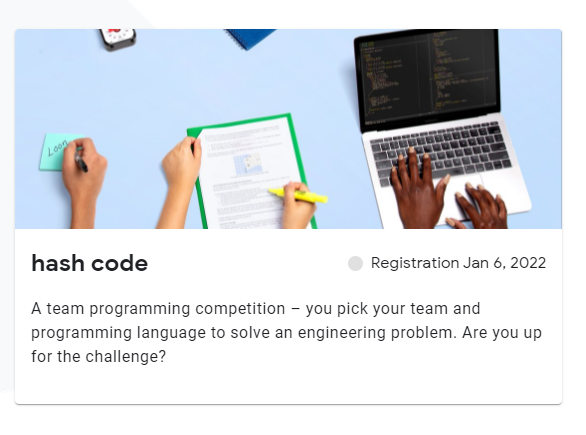 Loon
hash code
Registration Jan 6, 2022
A team programming competition – you pick your team and
programming language to solve an engineering problem. Are you up
for the challenge?